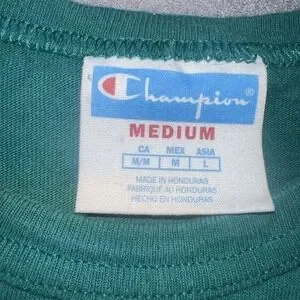 Champion
MEDIUM
CA MEX ASIA
M/M M L
MADE IN HONDURAS
FABRIQUÉ AU HONDURAS
HECHO EN HONDURAS